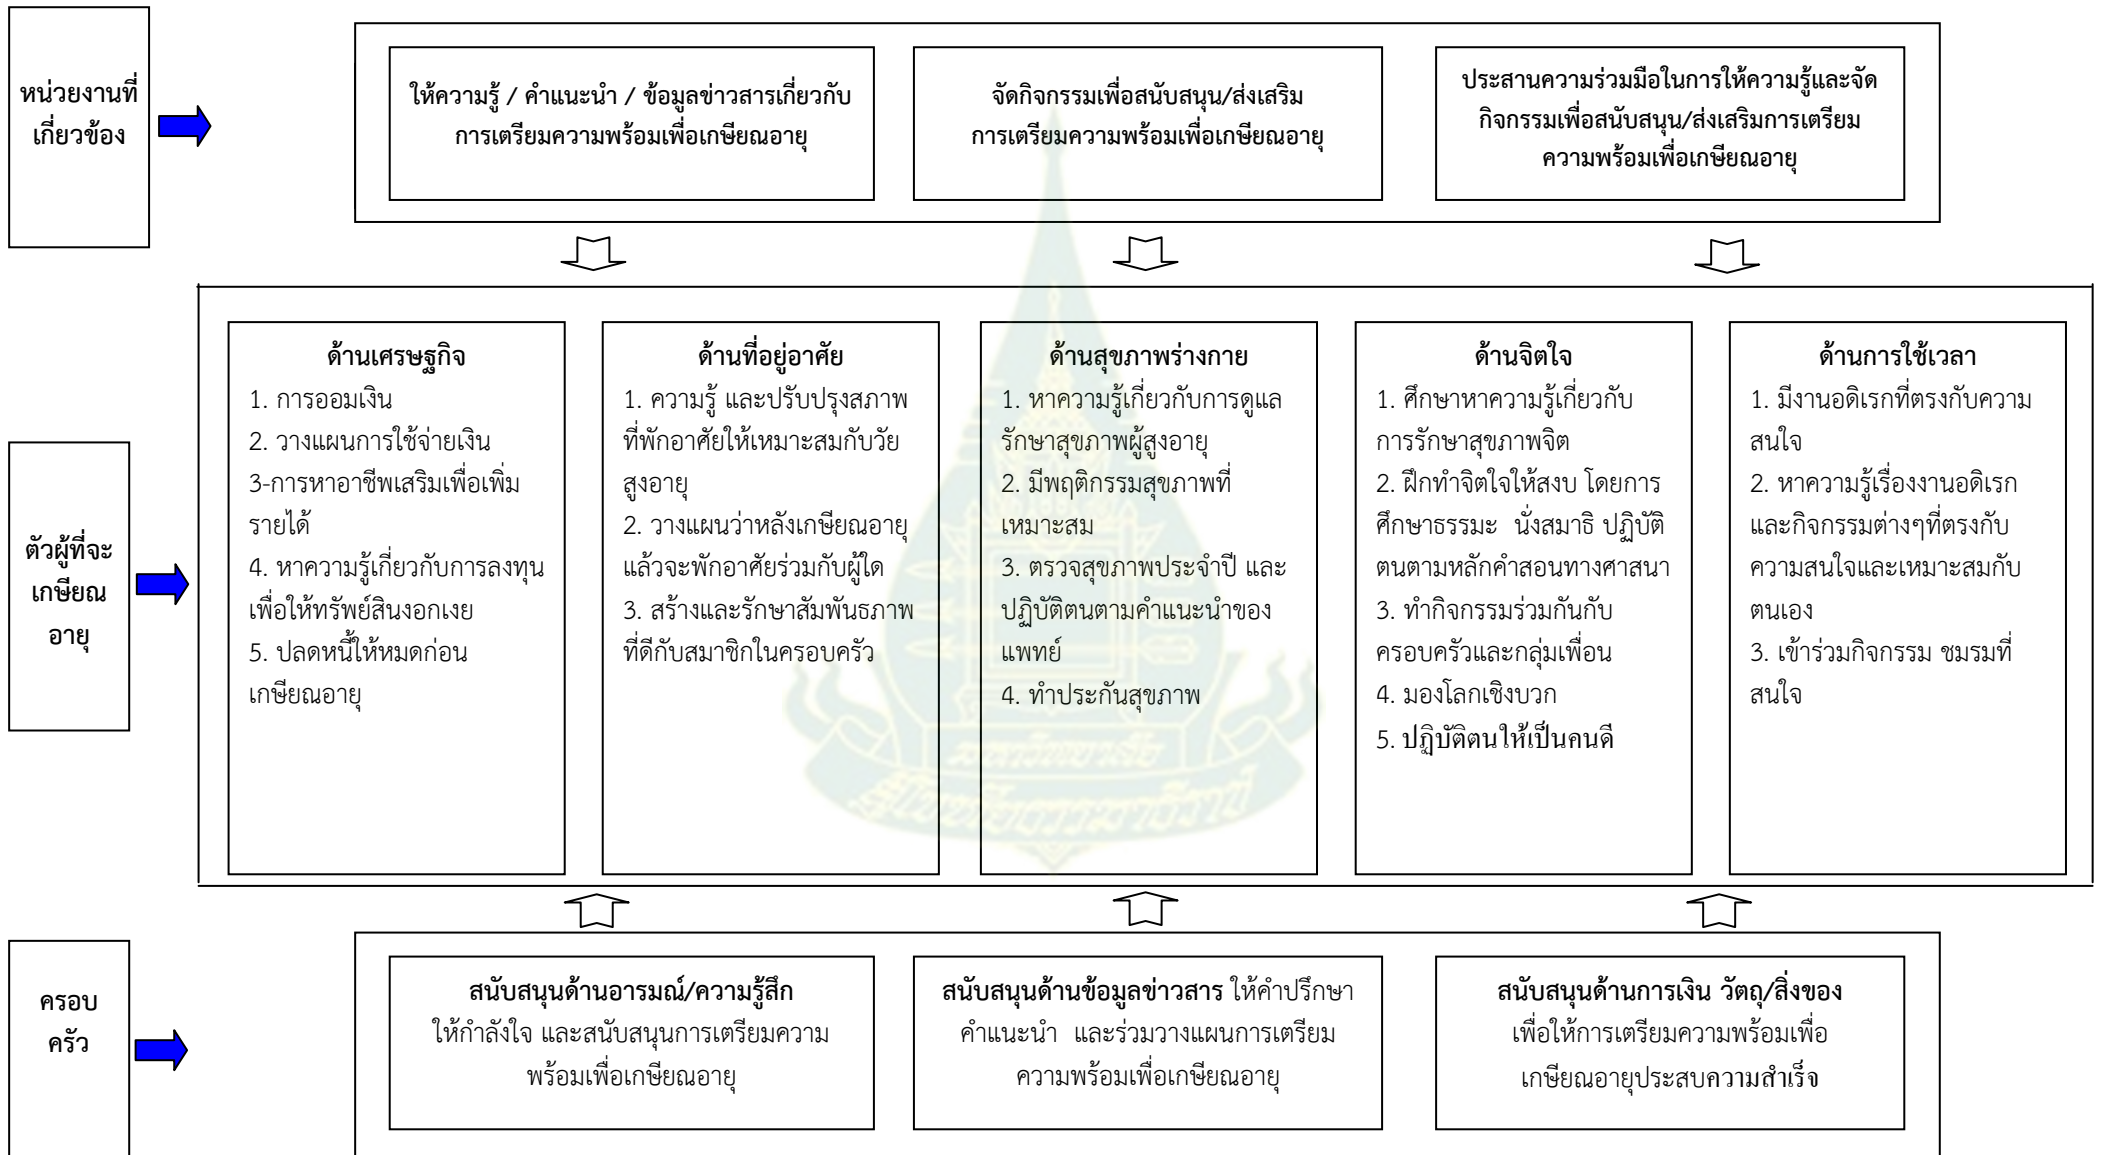 หน่วยงานที่
เกี่ยวข้อง
ให้ความรู้ / คำแนะนำ / ข้อมูลข่าวสารเกี่ยวกับ
การเตรียมความพร้อมเพื่อเกษียณอายุ
จัดกิจกรรมเพื่อสนับสนุน/ส่งเสริม
การเตรียมความพร้อมเพื่อเกษียณอายุ
ประสานความร่วมมือในการให้ความรู้และจัด
กิจกรรมเพื่อสนับสนุน/ส่งเสริมการเตรียม
ความพร้อมเพื่อเกษียณอายุ
ตัวผู้ที่จะ
เกษียณ
อายุ
ด้านเศรษฐกิจ
1. การออมเงิน
2. วางแผนการใช้จ่ายเงิน
3-การหาอาชีพเสริมเพื่อเพิ่ม
รายได้
4. หาความรู้เกี่ยวกับการลงทุน
เพื่อให้ทรัพย์สินงอกเงย
5. ปลดหนี้ให้หมดก่อน
เกษียณอายุ
ด้านที่อยู่อาศัย
1. ความรู้ และปรับปรุงสภาพ
ที่พักอาศัยให้เหมาะสมกับวัย
สูงอายุ
2. วางแผนว่าหลังเกษียณอายุ
แล้วจะพักอาศัยร่วมกับผู้ใด
3. สร้างและรักษาสัมพันธภาพ
ที่ดีกับสมาชิกในครอบครัว
ด้านสุขภาพร่างกาย
1. หาความรู้เกี่ยวกับการดูแล
รักษาสุขภาพผู้สูงอายุ
2. มีพฤติกรรมสุขภาพที่
เหมาะสม
3. ตรวจสุขภาพประจำปี และ
ปฏิบัติตนตามคำแนะนำของ
แพทย์
4. ทำประกันสุขภาพ
ด้านจิตใจ
1. ศึกษาหาความรู้เกี่ยวกับ
การรักษาสุขภาพจิต
2. ฝึกทำจิตใจให้สงบ โดยการ
ศึกษาธรรมะ นั่งสมาธิ ปฏิบัติ
ตนตามหลักคำสอนทางศาสนา
3. ทำกิจกรรมร่วมกันกับ
ครอบครัวและกลุ่มเพื่อน
4. มองโลกเชิงบวก
5. ปฏิบัติตนให้เป็นคนดี
ด้านการใช้เวลา
1. มีงานอดิเรกที่ตรงกับความ
สนใจ
2. หาความรู้เรื่องงานอดิเรก
และกิจกรรมต่างๆที่ตรงกับ
ความสนใจและเหมาะสมกับ
ตนเอง
3. เข้าร่วมกิจกรรม ชมรมที่
สนใจ
มหาวิทยาลัย
สุโขทัยธรรมาธิราช
ครอบ
ครัว
สนับสนุนด้านอารมณ์/ความรู้สึก
ให้กำลังใจ และสนับสนุนการเตรียมความ
พร้อมเพื่อเกษียณอายุ
สนับสนุนด้านข้อมูลข่าวสาร ให้คำปรึกษา
คำแนะนำ และร่วมวางแผนการเตรียม
ความพร้อมเพื่อเกษียณอายุ
สนับสนุนด้านการเงิน วัตถุ/สิ่งของ
เพื่อให้การเตรียมความพร้อมเพื่อ
เกษียณอายุประสบความสำเร็จ